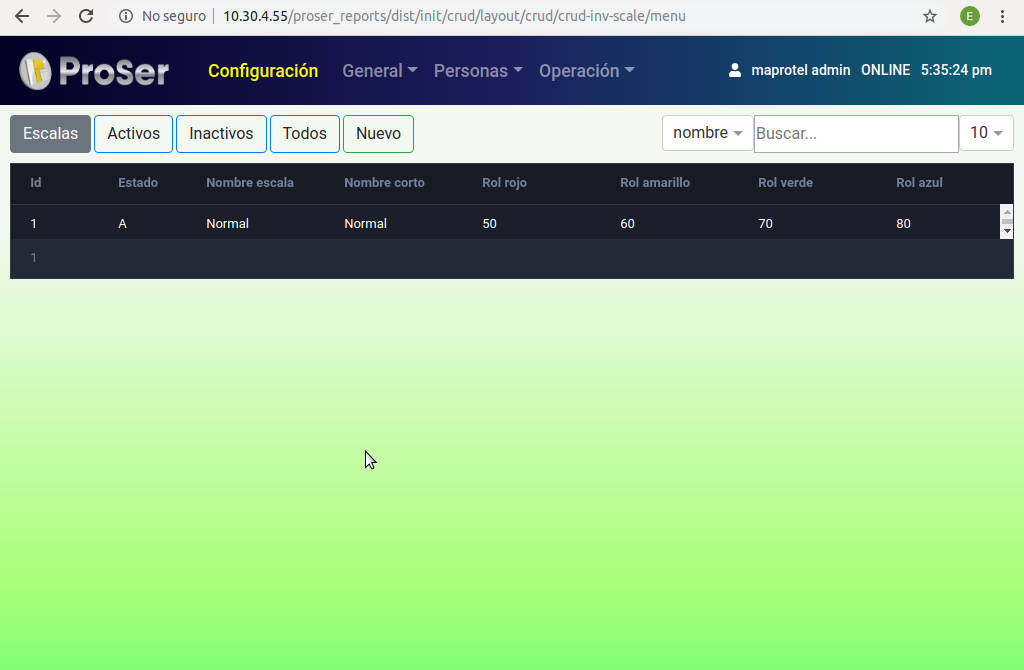 No seguro 10.30.4.55/proser_reports/dist/init/crud/layout/crud/crud-inv-scale/menu E
ProSer Configuración General Personas Operación maprotel admin ONLINE 5:35:24 pm
Escalas Activos Inactivos Todos Nuevo nombre Buscar... 10
Id Estado Nombre escala Nombre corto Rol rojo Rol amarillo Rol verde Rol azul
1 A Normal Normal 50 60 70 80
1